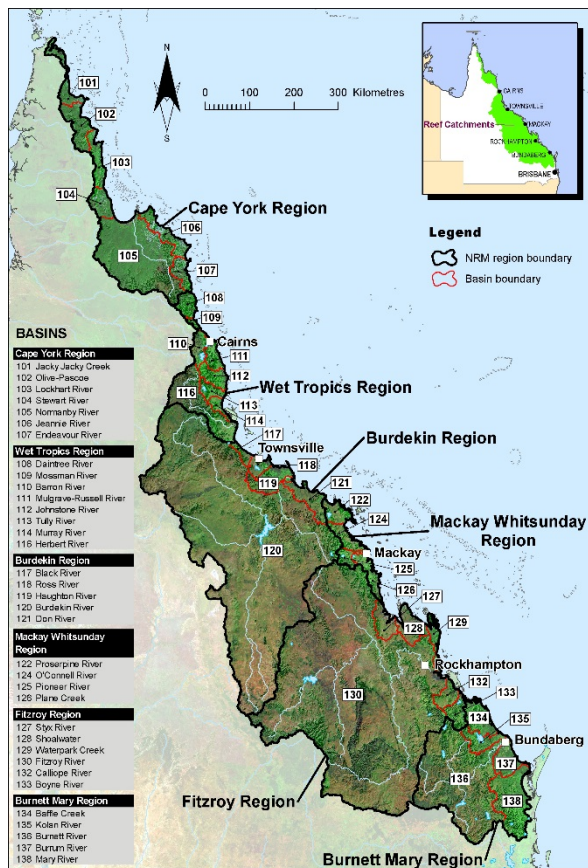 N
S
0 100 200 300 Kilometres
CAIRNS
TOWNSVILLE
MACKAY
Reef Catchments
ROCKHAMPTON
BUNDABERG
BRISBANE
Legend
NRM region boundary
Basin boundary
101
102
103
104
Cape York Region
106
105
107
108
109
110
Cairns
111
112
116
Wet Tropics Region
113
114
117
Townsville
Burdekin Region
118
121
119
122
124
Mackay Whitsunday
Region
120
Mackay
125
126
127
128
129
Rockhampton
130
132
133
134
135
Bundaberg
136
137
138
Fitzroy Region
Burnett Mary Region
BASINS
Cape York Region
101 Jacky Jacky Creek
102 Olive-Pascoe
103 Lockhart River
104 Stewart River
105 Normanby River
106 Jeannie River
107 Endeavour River
Wet Tropics Region
108 Daintree River
109 Mossman River
110 Barron River
111 Mulgrave-Russell River
112 Johnstone River
113 Tully River
114 Murray River
116 Herbert River
Burdekin Region
117 Black River
118 Ross River
119 Haughton River
120 Burdekin River
121 Don River
Mackay Whitsunday
Region
122 Proserpine River
124 O'Connell River
125 Pioneer River
126 Plane Creek
Fitzroy Region
127 Styx River
128 Shoalwater
129 Waterpark Creek
130 Fitzroy River
132 Calliope River
133 Boyne River
Burnett Mary Region
134 Baffle Creek
135 Kolan River
136 Burnett River
137 Burrum River
138 Mary River